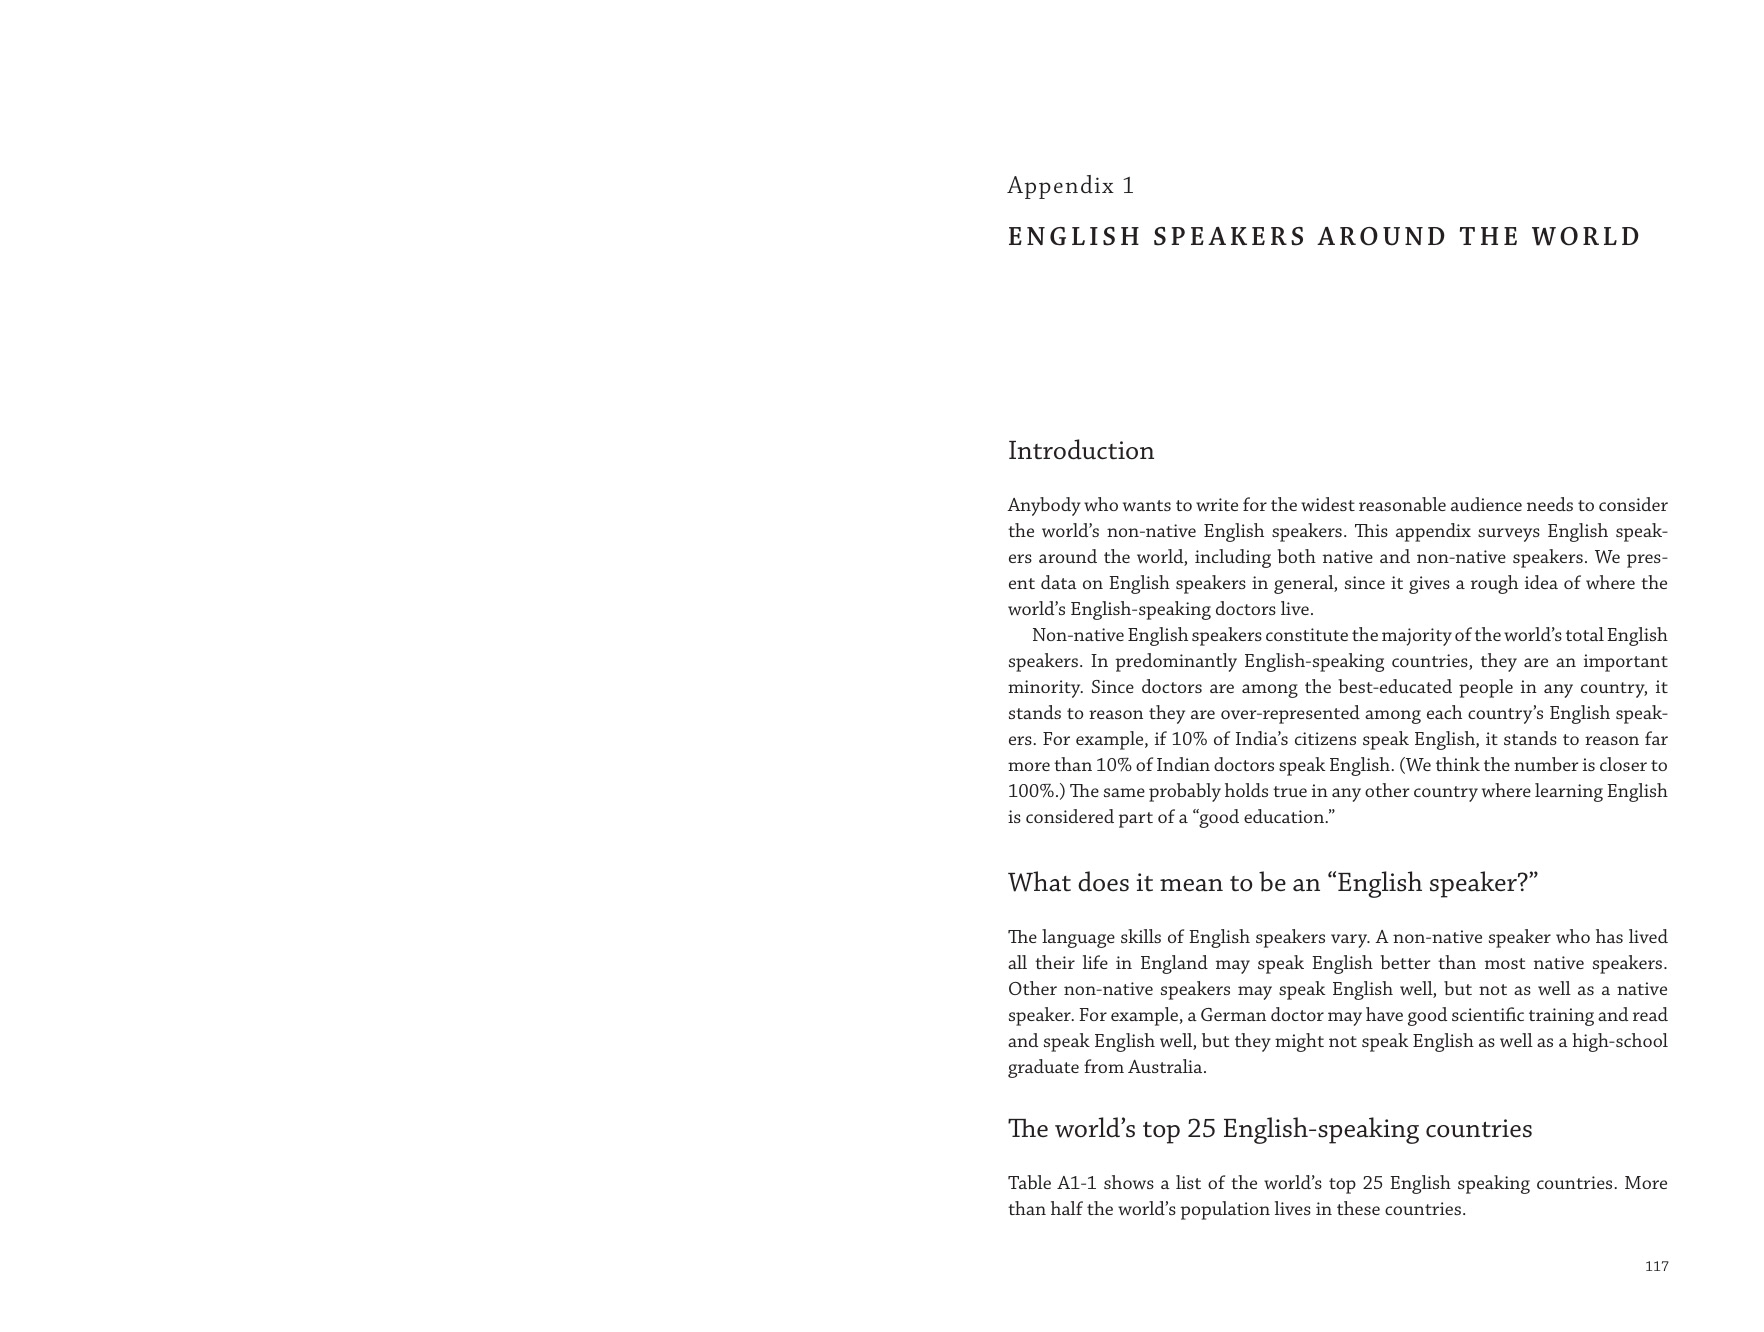 Appendix 1
ENGLISH SPEAKERS AROUND THE WORLD
Introduction
Anybody who wants to write for the widest reasonable audience needs to consider
the world’s non-native English speakers. This appendix surveys English speak-
ers around the world, including both native and non-native speakers. We pres-
ent data on English speakers in general, since it gives a rough idea of where the
world’s English-speaking doctors live.
Non-native English speakers constitute the majority of the world’s total English
speakers. In predominantly English-speaking countries, they are an important
minority. Since doctors are among the best-educated people in any country, it
stands to reason they are over-represented among each country’s English speak-
ers. For example, if 10% of India’s citizens speak English, it stands to reason far
more than 10% of Indian doctors speak English. (We think the number is closer to
100%.) The same probably holds true in any other country where learning English
is considered part of a “good education.”
What does it mean to be an “English speaker?”
The language skills of English speakers vary. A non-native speaker who has lived
all their life in England may speak English better than most native speakers.
Other non-native speakers may speak English well, but not as well as a native
speaker. For example, a German doctor may have good scientific training and read
and speak English well, but they might not speak English as well as a high-school
graduate from Australia.
The world’s top 25 English-speaking countries
Table A1-1 shows a list of the world’s top 25 English speaking countries. More
than half the world’s population lives in these countries.
117